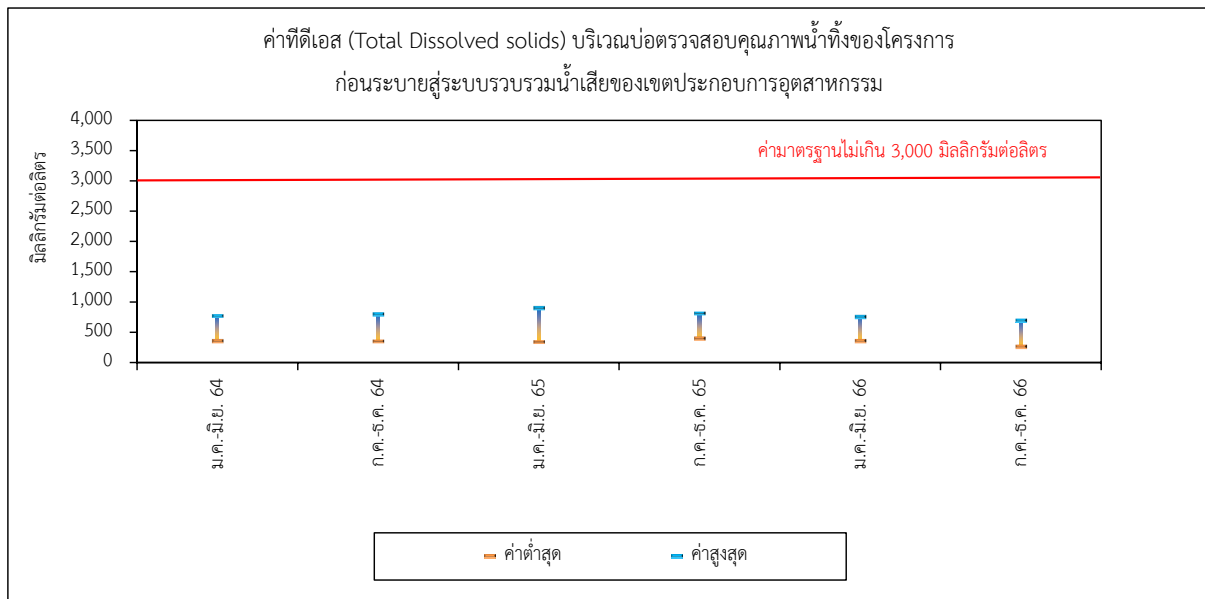 ค่าทีดีเอส (Total Dissolved solids) บริเวณบ่อตรวจสอบคุณภาพน้ำทิ้งของโครงการ
ก่อนระบายสู่ระบบรวบรวมน้ำเสียของเขตประกอบการอุตสาหกรรม
มิลลิกรัมต่อลิตร
4,000
3,500
3,000
2,500
2,000
1,500
1,000
500
0
ค่ามาตรฐานไม่เกิน 3,000 มิลลิกรัมต่อลิตร
ม.ค.-มิ.ย. 64
ก.ค.-ธ.ค. 64
ม.ค.-มิ.ย. 65
ก.ค.-ธ.ค. 65
ม.ค.-มิ.ย. 66
ก.ค.-ธ.ค. 66
ค่าต่ำสุด
ค่าสูงสุด